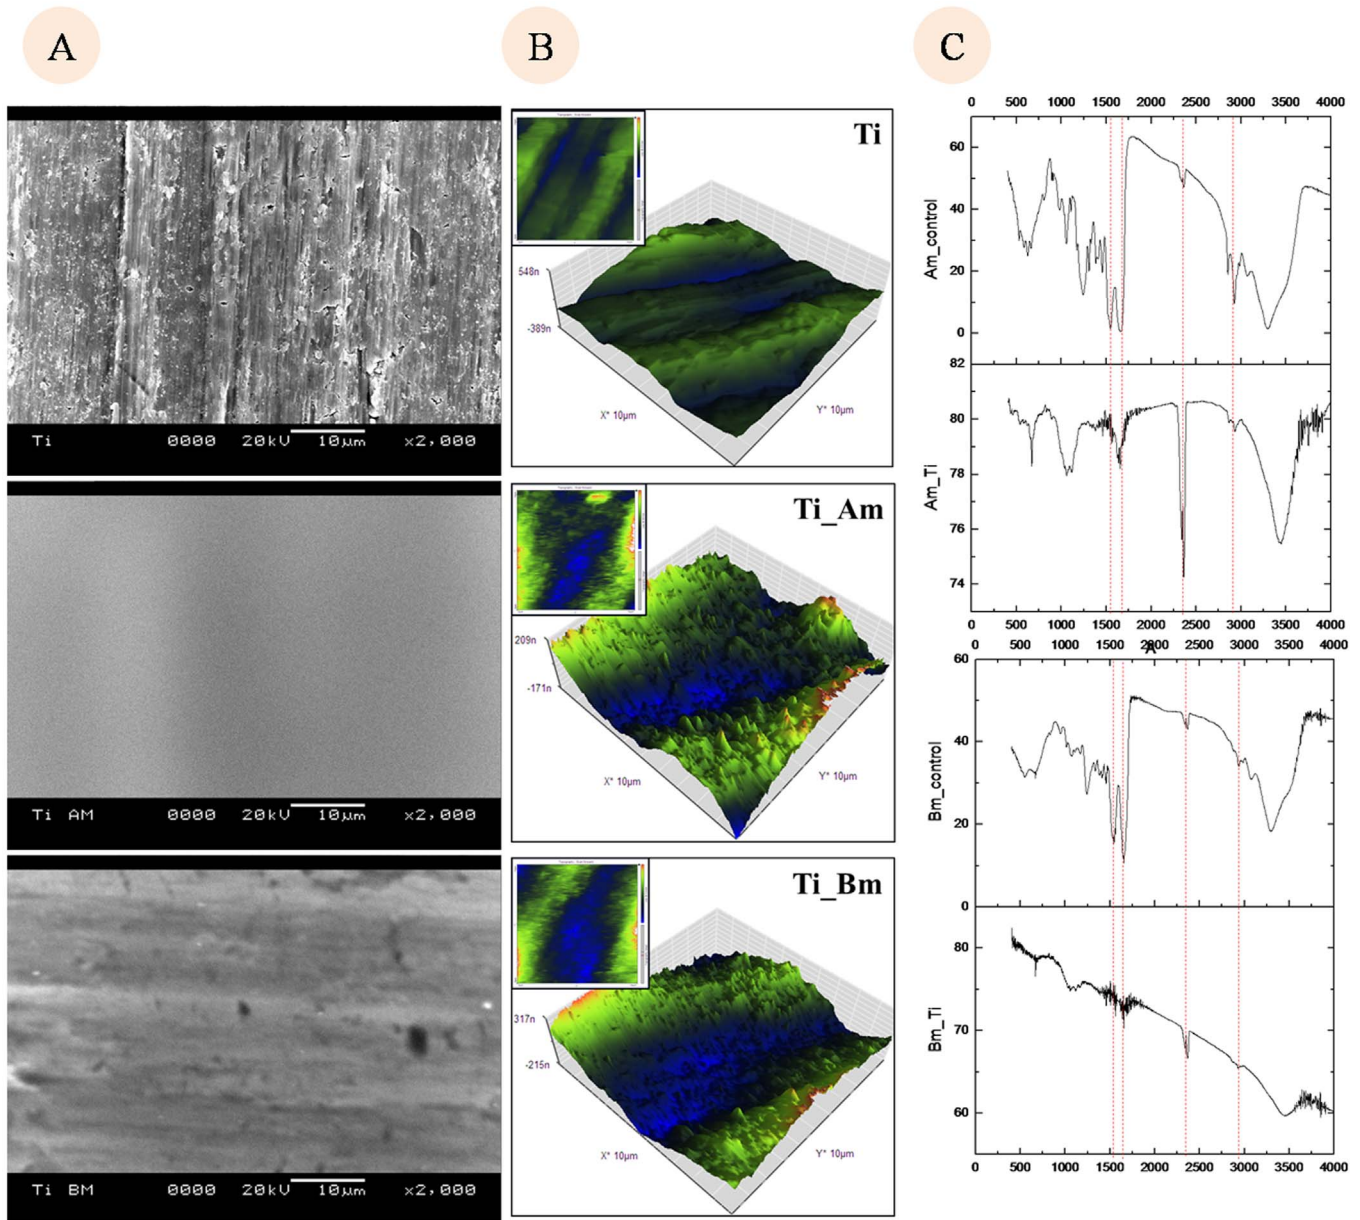 A
B
C
Ti 0000 20kV 10μm x2,000
Ti AM 0000 20kV 10μm x2,000
Ti BM 0000 20kV 10μm x2,000
Ti
548n
-389n
X* 10μm
Y* 10μm
Ti_Am
209n
-171n
X* 10μm
Y* 10μm
Ti_Bm
317n
-215n
X* 10μm
Y* 10μm
0 500 1000 1500 2000 2500 3000 3500 4000
60
40
20
0
Am_control
82
80
78
76
74
Am_Ti
0 500 1000 1500 2000 2500 3000 3500 4000
0 500 1000 1500 2000 2500 3000 3500 4000
60
40
20
0
Bm_control
80
70
60
Bm_Ti
0 500 1000 1500 2000 2500 3000 3500 4000